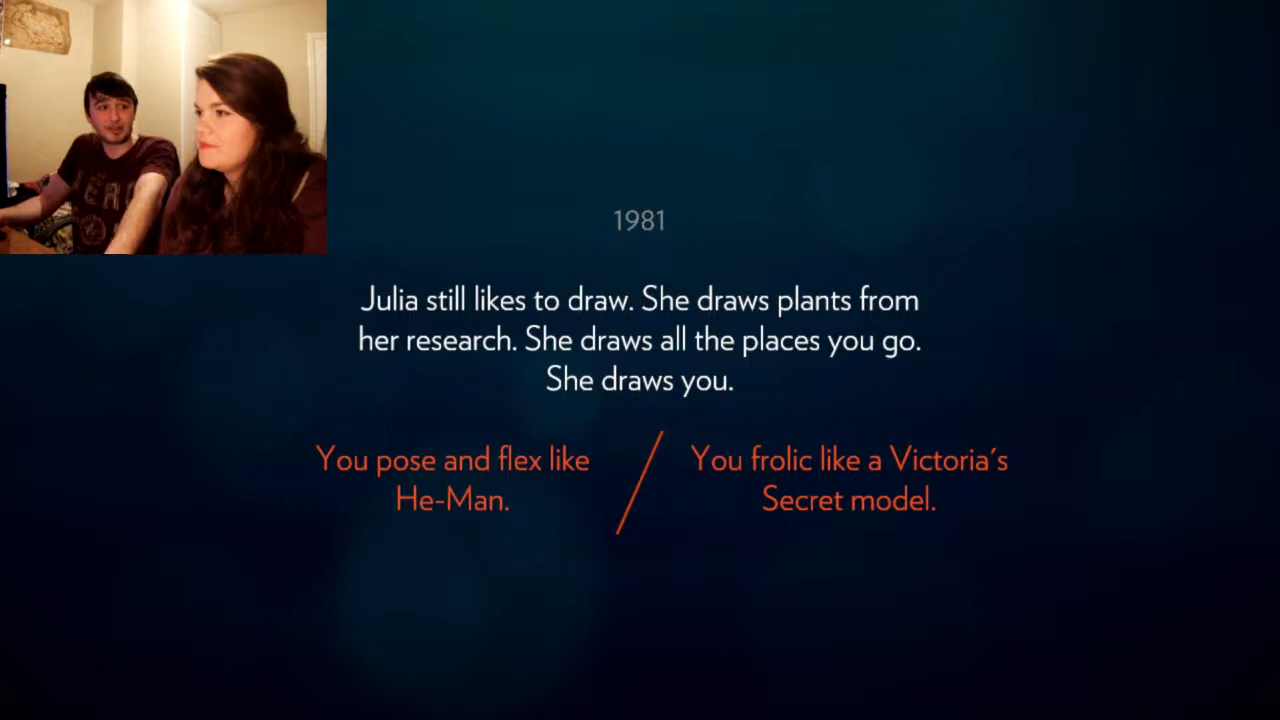 1981
Julia still likes to draw. She draws plants from
her research. She draws all the places you go.
She draws you.
You pose and flex like
He-Man.
You frolic like a Victoria's
Secret model.